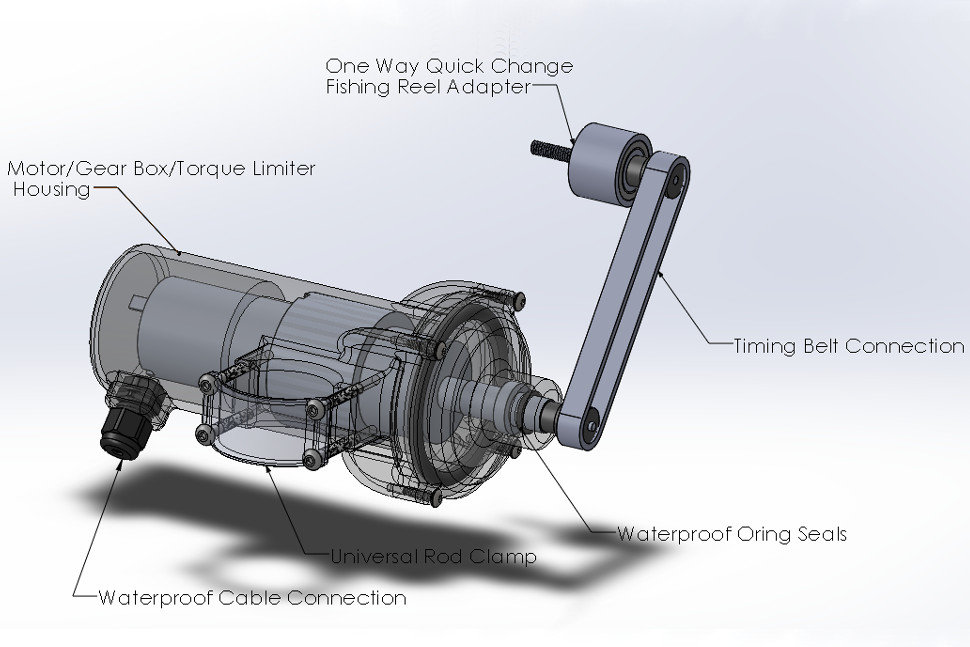 One Way Quick Change
Fishing Reel Adapter
Motor/Gear Box/Torque Limiter
Housing
Timing Belt Connection
Waterproof Oring Seals
Universal Rod Clamp
Waterproof Cable Connection